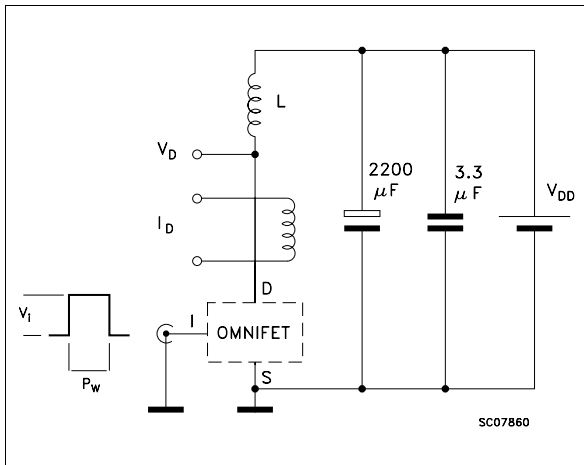 L
V_D
2200
μF
3.3
μF
V_DD
I_D
D
V_i
I
OMNIFET
S
P_W
SC07860